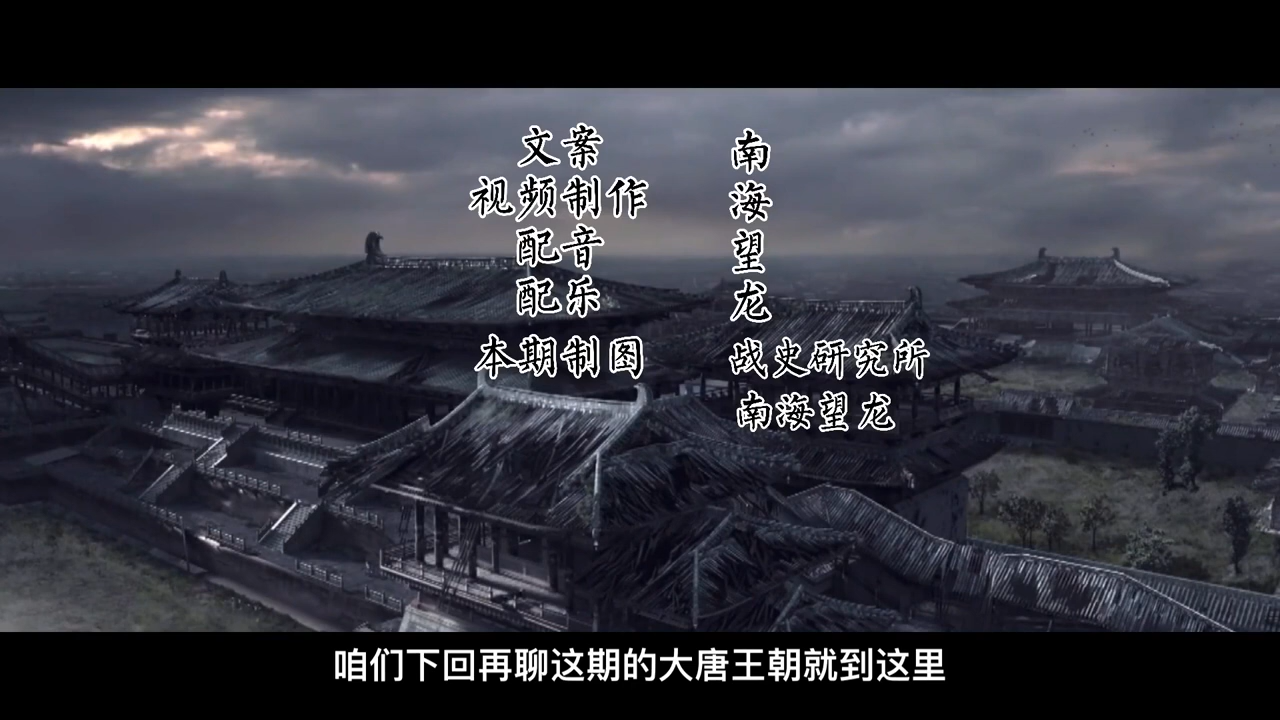 文案
视频制作
配音
配乐
本期制图
南
海
望
龙
战史研究所
南海望龙
咱们下回再聊这期的大唐王朝就到这里